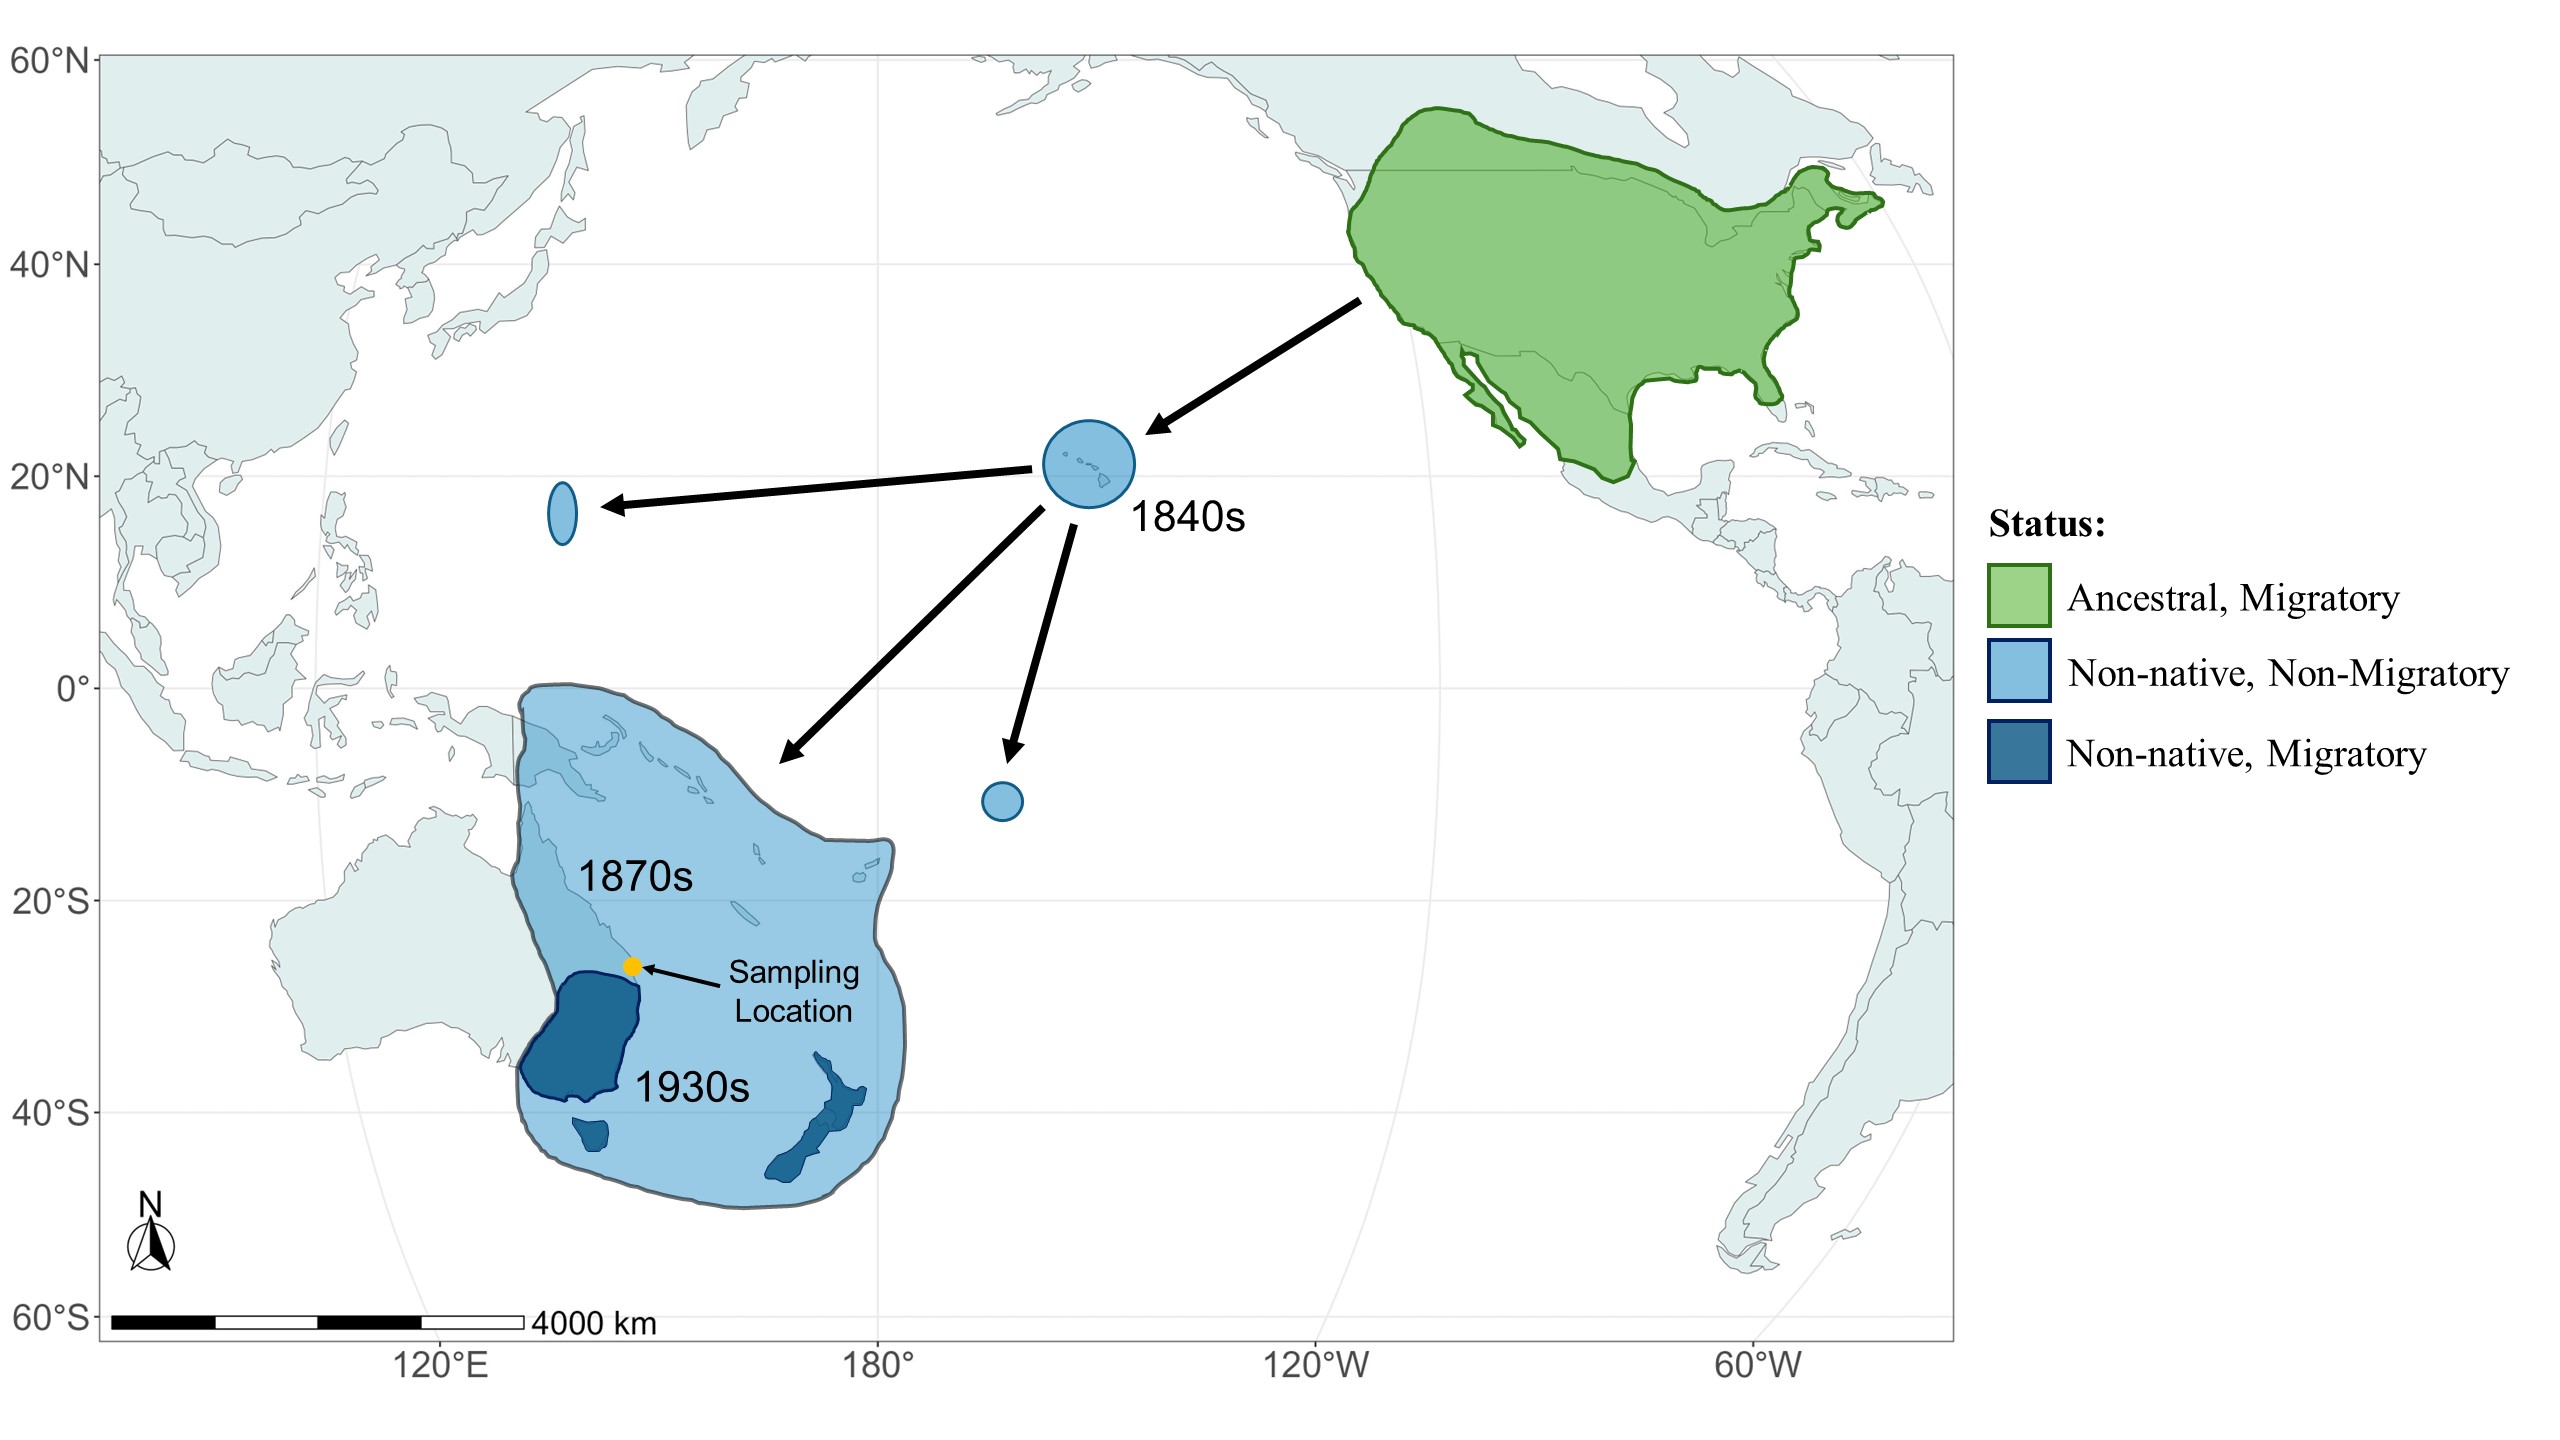 60°N
40°N
20°N
0°
20°S
40°S
60°S
120°E
180°
120°W
60°W
1840s
1870s
Sampling
Location
1930s
N
4000 km
Status:
Ancestral, Migratory
Non-native, Non-Migratory
Non-native, Migratory